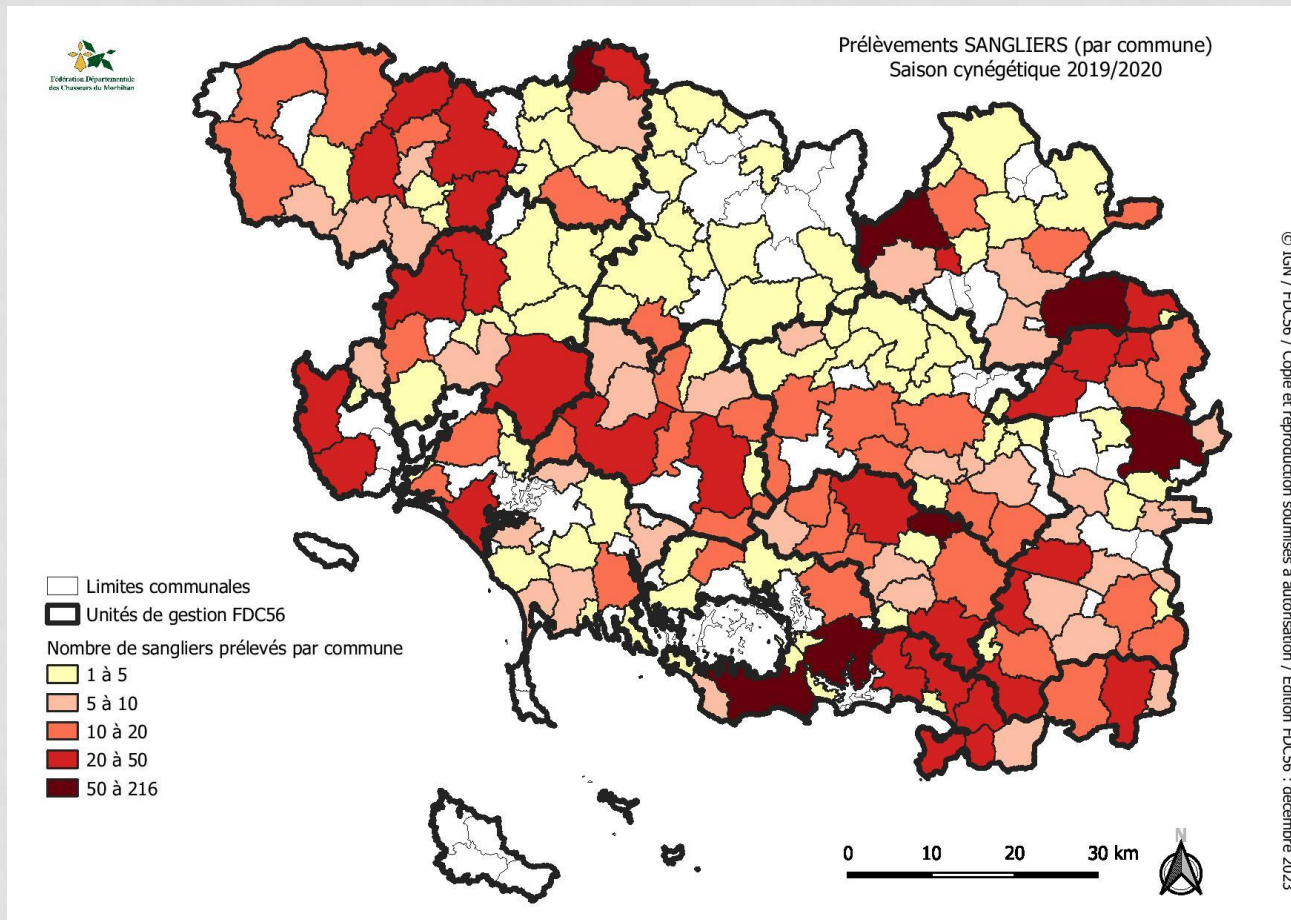 Fédération Départementale
des Chasseurs du Morbihan
Prélèvements SANGLIERS (par commune)
Saison cynégétique 2019/2020
Limites communales
Unités de gestion FDC56
Nombre de sangliers prélevés par commune
1 à 5
5 à 10
10 à 20
20 à 50
50 à 216
0 10 20 30 km
N
© IGN / FDC56 / Copie et reproduction soumises à autorisation / Edition FDC56 : décembre 2023